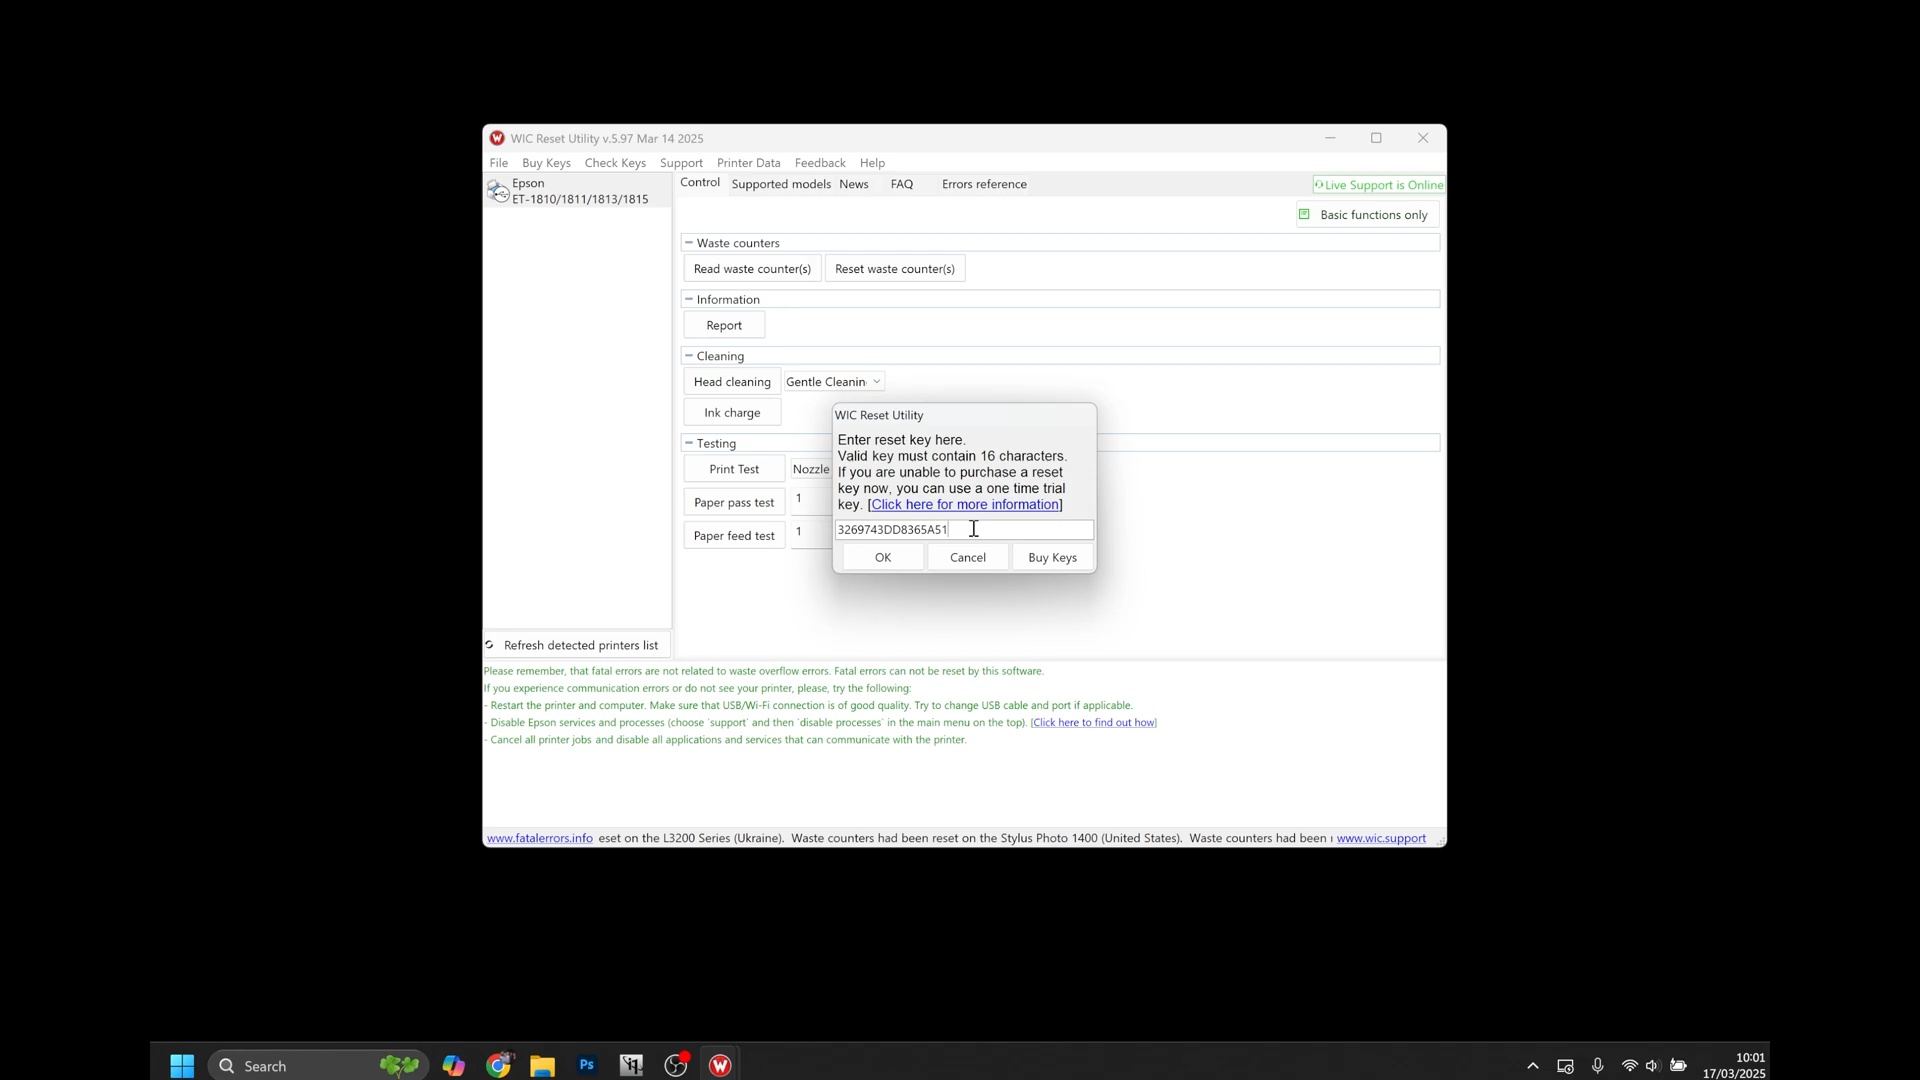 WIC Reset Utility v.5.97 Mar 14 2025
File Buy Keys Check Keys Support Printer Data Feedback Help
Epson
ET-1810/1811/1813/1815
Control Supported models News FAQ Errors reference
Live Support is Online
Basic functions only
Waste counters
Read waste counter(s) Reset waste counter(s)
Information
Report
Cleaning
Head cleaning Gentle Cleanin
Ink charge
Testing
Print Test Nozzle
Paper pass test 1
Paper feed test 1
WIC Reset Utility
Enter reset key here.
Valid key must contain 16 characters.
If you are unable to purchase a reset
key now, you can use a one time trial
key. [Click here for more information]
3269743DD8365A51
OK Cancel Buy Keys
Refresh detected printers list
Please remember, that fatal errors are not related to waste overflow errors. Fatal errors can not be reset by this software.
If you experience communication errors or do not see your printer, please, try the following:
- Restart the printer and computer. Make sure that USB/Wi-Fi connection is of good quality. Try to change USB cable and port if applicable.
- Disable Epson services and processes (choose `support` and then `disable processes` in the main menu on the top). [Click here to find out how]
- Cancel all printer jobs and disable all applications and services that can communicate with the printer.
www.fatalerrors.info eset on the L3200 Series (Ukraine). Waste counters had been reset on the Stylus Photo 1400 (United States). Waste counters had been www.wic.support
Search
Ps
W
10:01
17/03/2025